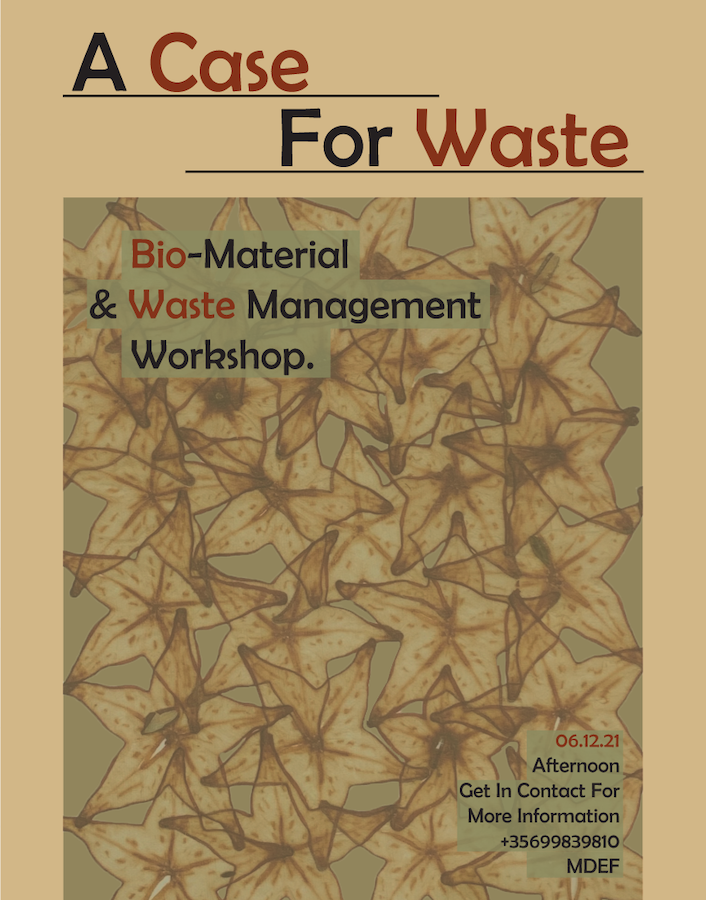 A Case
For Waste
Bio-Material
& Waste Management
Workshop.
06.12.21
Afternoon
Get In Contact For
More Information
+35699839810
MDEF